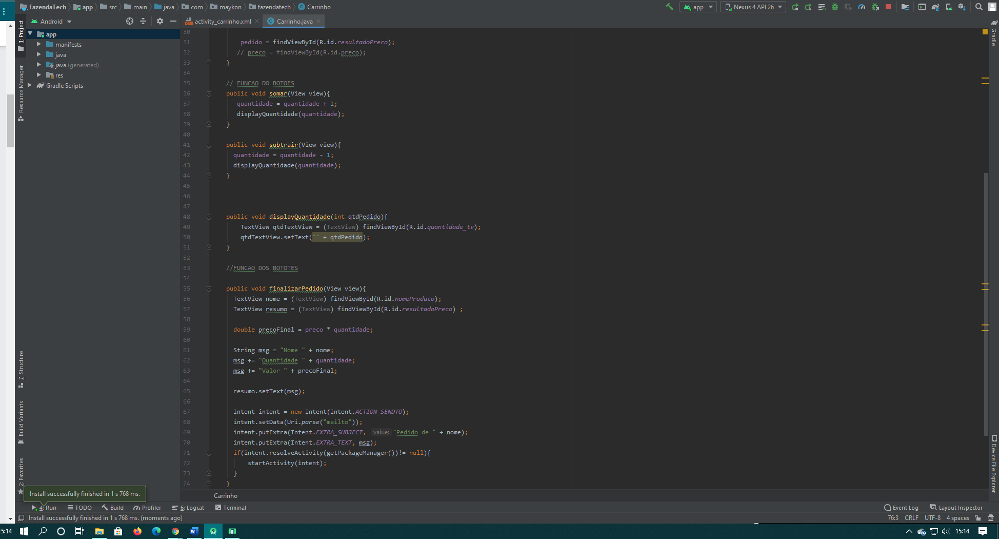 FazendaTech app src main java com maykon fazendatech Carrinho app Nexus 4 API 26
Android activity_carrinho.xml Carrinho.java
1: Project
Resource Manager
7: Structure
Build Variants
2: Favorites
app
manifests
java
java (generated)
res
Gradle Scripts
30
31 pedido = findViewById(R.id.resultadoPreco);
32 // preco = findViewById(R.id.preco);
33 }
34
35 // FUNCAO DO BOTOES
36 public void somar(View view){
37 quantidade = quantidade + 1;
38 displayQuantidade(quantidade);
39 }
40
41 public void subtrair(View view){
42 quantidade = quantidade - 1;
43 displayQuantidade(quantidade);
44 }
45
46
47
48 public void displayQuantidade(int qtdPedido){
49 TextView qtdTextView = (TextView) findViewById(R.id.quantidade_tv);
50 qtdTextView.setText("" + qtdPedido);
51 }
52
53 //FUNCAO DOS BOTOTES
54
55 public void finalizarPedido(View view){
56 TextView nome = (TextView) findViewById(R.id.nomeProduto);
57 TextView resumo = (TextView) findViewById(R.id.resultadoPreco) ;
58
59 double precoFinal = preco * quantidade;
60
61 String msg = "Nome " + nome;
62 msg += "Quantidade " + quantidade;
63 msg += "Valor " + precoFinal;
64
65 resumo.setText(msg);
66
67 Intent intent = new Intent(Intent.ACTION_SENDTO);
68 intent.setData(Uri.parse("mailto"));
69 intent.putExtra(Intent.EXTRA_SUBJECT, value: "Pedido de " + nome);
70 intent.putExtra(Intent.EXTRA_TEXT, msg);
71 if(intent.resolveActivity(getPackageManager())!= null){
72 startActivity(intent);
73 }
74 }
Gradle
Device File Explorer
Carrinho
Install successfully finished in 1 s 768 ms.
4: Run TODO Build Profiler 6: Logcat Terminal Event Log Layout Inspector
Install successfully finished in 1 s 768 ms. (moments ago) 76:3 CRLF UTF-8 4 spaces
5:14 15:14